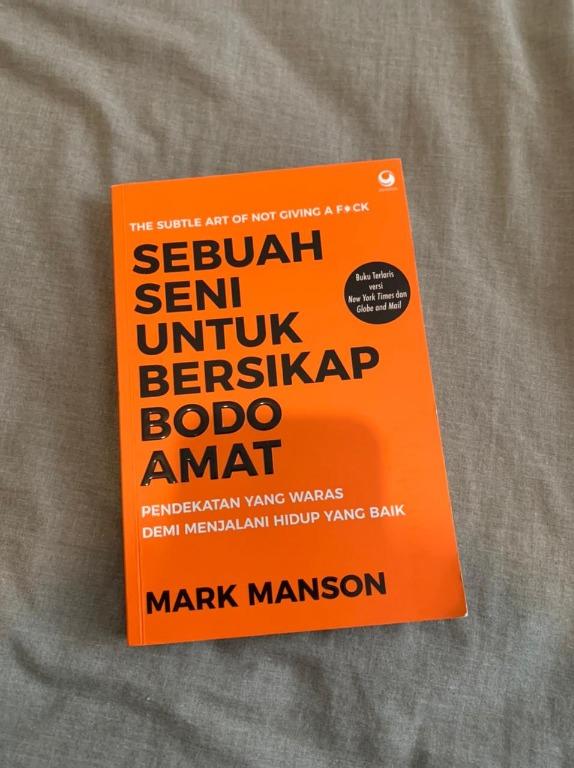 THE SUBTLE ART OF NOT GIVING A F*CK
SEBUAH
SENI
UNTUK
BERSIKAP
BODO
AMAT
Buku Terlaris
versi
New York Times dan
Globe and Mail
PENDEKATAN YANG WARAS
DEMI MENJALANI HIDUP YANG BAIK
MARK MANSON